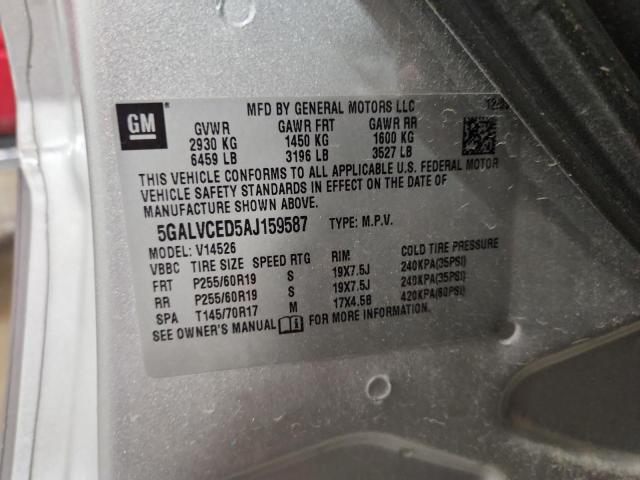 GM
MFD BY GENERAL MOTORS LLC
GVWR GAWR FRT GAWR RR
2930 KG 1450 KG 1600 KG
6459 LB 3196 LB 3527 LB
THIS VEHICLE CONFORMS TO ALL APPLICABLE U.S. FEDERAL MOTOR
VEHICLE SAFETY STANDARDS IN EFFECT ON THE DATE OF
MANUFACTURE SHOWN ABOVE.
5GALVCED5AJ159587 TYPE: M.P.V.
MODEL: V14526
VBBC TIRE SIZE SPEED RTG RIM COLD TIRE PRESSURE
FRT P255/60R19 S 19X7.5J 240KPA(35PSI)
RR P255/60R19 S 19X7.5J 240KPA(35PSI)
SPA T145/70R17 M 17X4.5B 420KPA(60PSI)
SEE OWNER'S MANUAL FOR MORE INFORMATION.